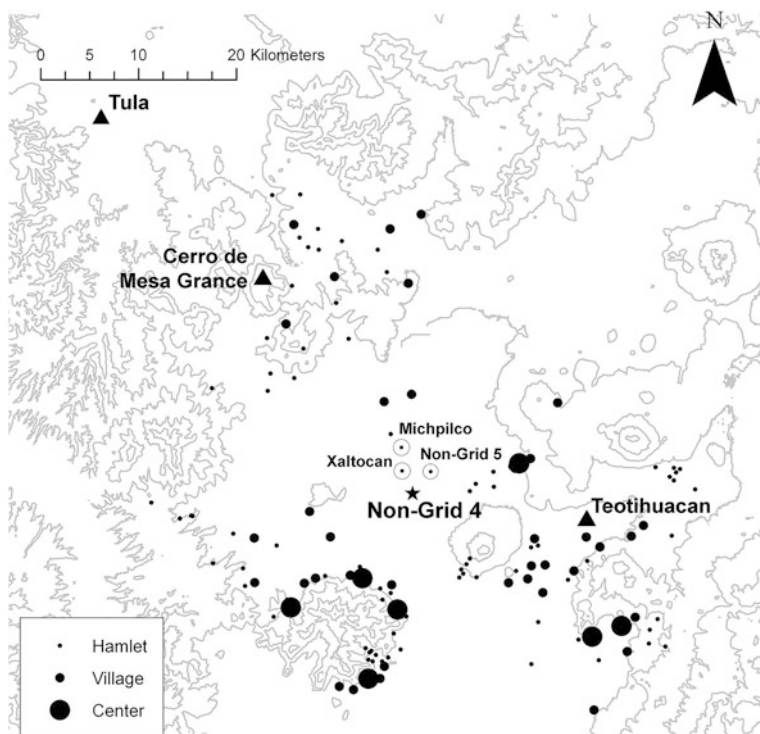 N
0 5 10 20 Kilometers
Tula
Cerro de
Mesa Grance
Michpilco
Xaltocan
Non-Grid 5
Non-Grid 4
Teotihuacan
Hamlet
Village
Center